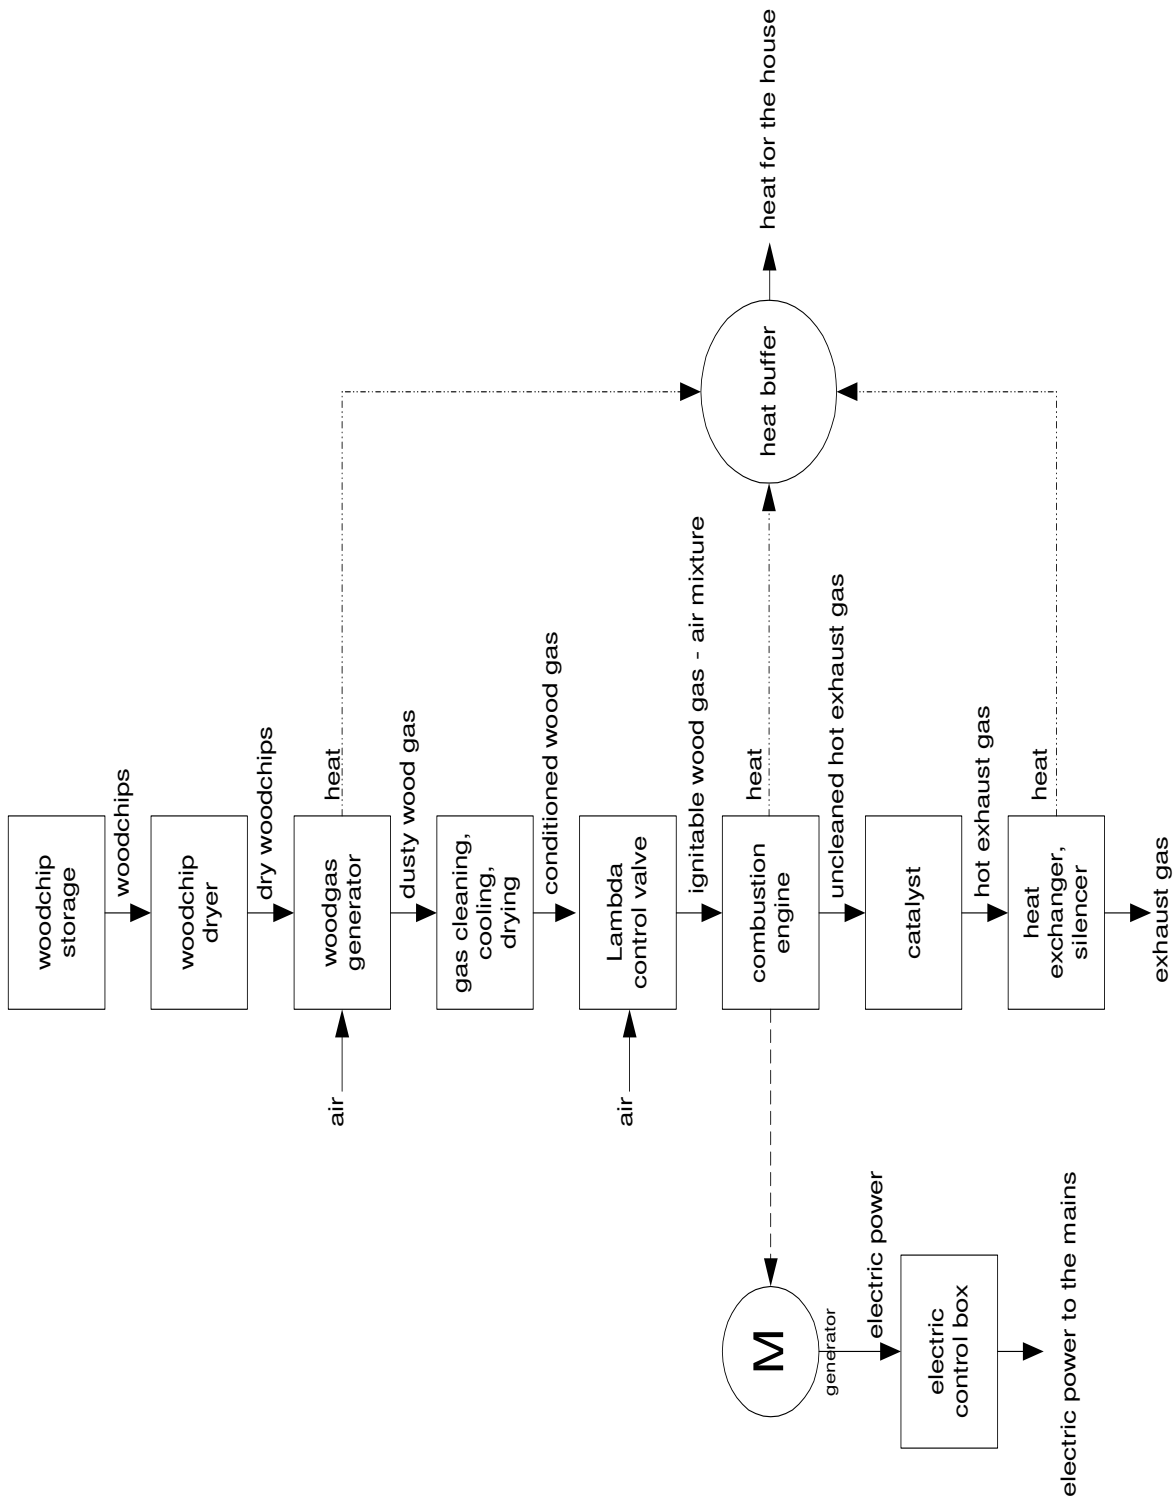 woodchip
storage
woodchips
woodchip
dryer
dry woodchips
air
woodgas
generator
heat
dusty wood gas
gas cleaning,
cooling,
drying
conditioned wood gas
air
Lambda
control valve
ignitable wood gas - air mixture
combustion
engine
heat
heat buffer
heat for the house
uncleaned hot exhaust gas
catalyst
hot exhaust gas
heat
exchanger,
silencer
heat
exhaust gas
M
generator
electric power
electric
control box
electric power to the mains